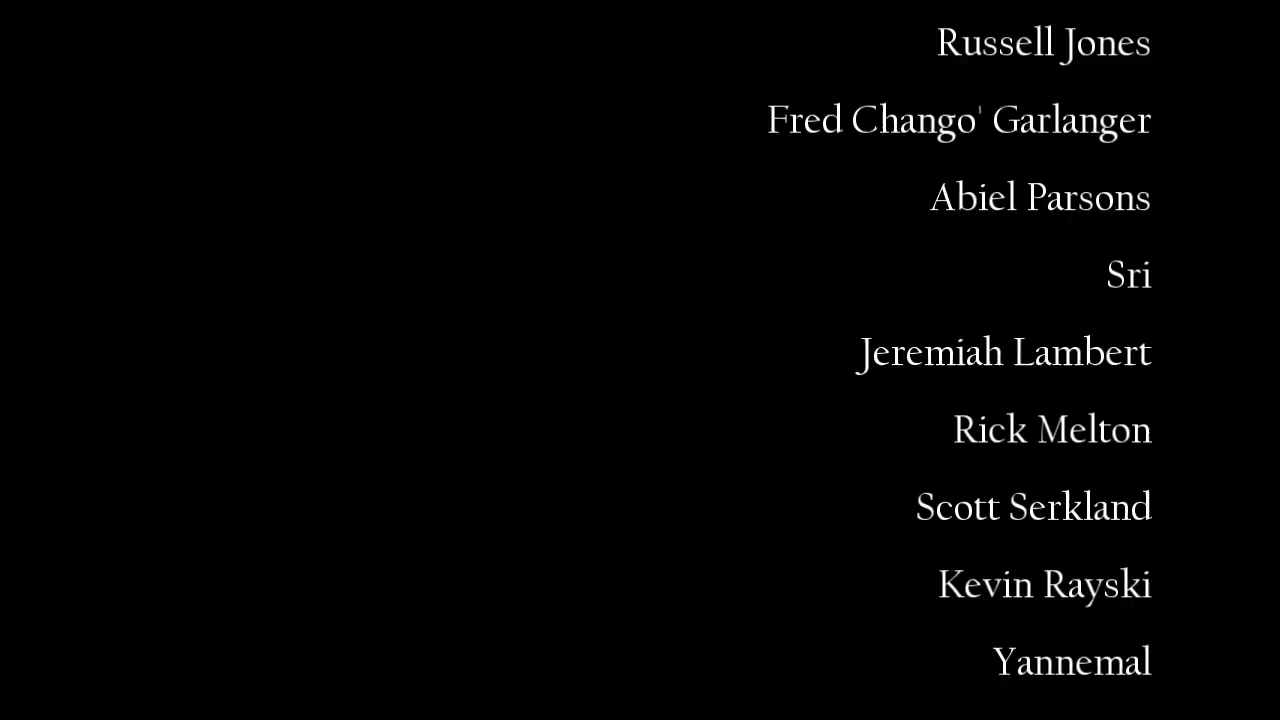 Russell Jones
Fred Chango' Garlanger
Abiel Parsons
Sri
Jeremiah Lambert
Rick Melton
Scott Serkland
Kevin Rayski
Yannemal